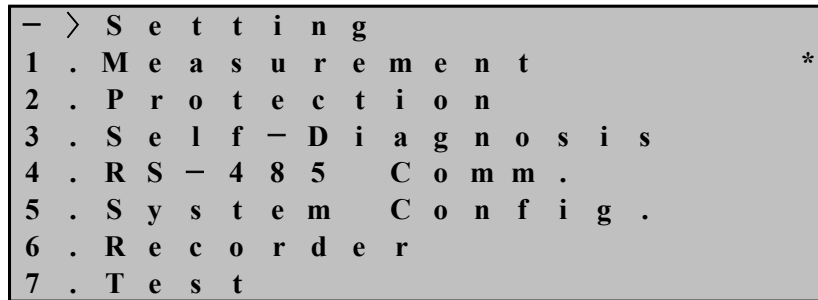 −> Setting
1.Measurement *
2.Protection
3.Self−Diagnosis
4.RS−485 Comm.
5.System Config.
6.Recorder
7.Test